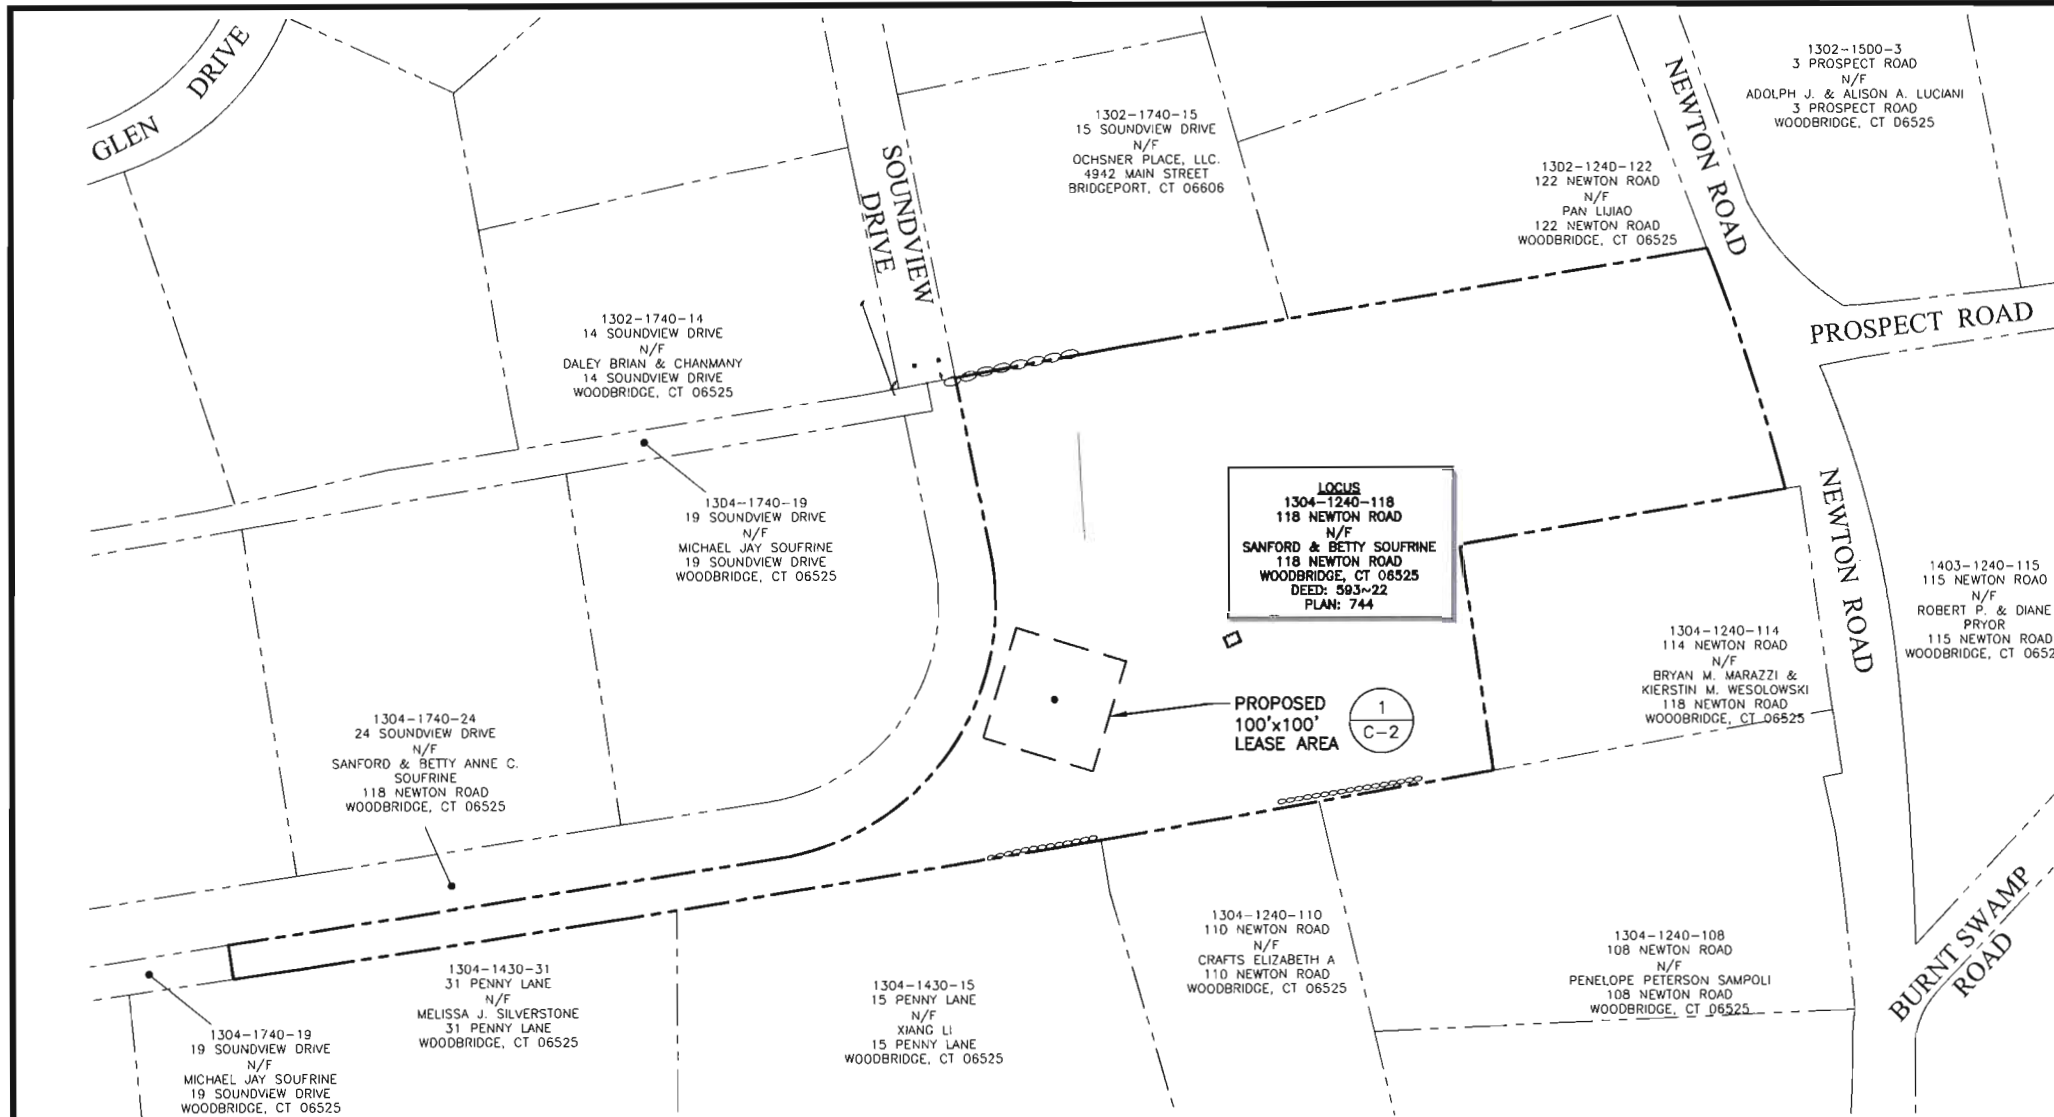 GLEN DRIVE
SOUNDVIEW
DRIVE
NEWTON ROAD
1302-15D0-3
3 PROSPECT ROAD
N/F
ADOLPH J. & ALISON A. LUCIANI
3 PROSPECT ROAD
WOODBRIDGE, CT 06525
1302-1740-15
15 SOUNDVIEW DRIVE
N/F
OCHSNER PLACE, LLC.
4942 MAIN STREET
BRIDGEPORT, CT 06606
13D2-124D-122
122 NEWTON ROAD
N/F
PAN LIJIAO
122 NEWTON ROAD
WOODBRIDGE, CT 06525
PROSPECT ROAD
1302-1740-14
14 SOUNDVIEW DRIVE
N/F
DALEY BRIAN & CHANMANY
14 SOUNDVIEW DRIVE
WOODBRIDGE, CT 06525
13D4-1740-19
19 SOUNDVIEW DRIVE
N/F
MICHAEL JAY SOUFRINE
19 SOUNDVIEW DRIVE
WOODBRIDGE, CT 06525
LOCUS
1304-1240-118
118 NEWTON ROAD
N/F
SANFORD & BETTY SOUFRINE
118 NEWTON ROAD
WOODBRIDGE, CT 06525
DEED: 593~22
PLAN: 744
NEWTON ROAD
1403-1240-115
115 NEWTON ROAD
N/F
ROBERT P. & DIANE
PRYOR
115 NEWTON ROAD
WOODBRIDGE, CT 0652
1304-1240-114
114 NEWTON ROAD
N/F
BRYAN M. MARAZZI &
KIERSTIN M. WESOLOWSKI
118 NEWTON ROAD
WOODBRIDGE, CT 06525
PROPOSED
100'x100'
LEASE AREA
1
C-2
1304-1740-24
24 SOUNDVIEW DRIVE
N/F
SANFORD & BETTY ANNE C.
SOUFRINE
118 NEWTON ROAD
WOODBRIDGE, CT 06525
1304-1740-19
19 SOUNDVIEW DRIVE
N/F
MICHAEL JAY SOUFRINE
19 SOUNDVIEW DRIVE
WOODBRIDGE, CT 06525
1304-1430-31
31 PENNY LANE
N/F
MELISSA J. SILVERSTONE
31 PENNY LANE
WOODBRIDGE, CT 06525
1304-1430-15
15 PENNY LANE
N/F
XIANG LI
15 PENNY LANE
WOODBRIDGE, CT 06525
1304-1240-110
110 NEWTON ROAD
N/F
CRAFTS ELIZABETH A
110 NEWTON ROAD
WOODBRIDGE, CT 06525
1304-1240-108
108 NEWTON ROAD
N/F
PENELOPE PETERSON SAMPOLI
108 NEWTON ROAD
WOODBRIDGE, CT 06525
BURNT SWAMP
ROAD